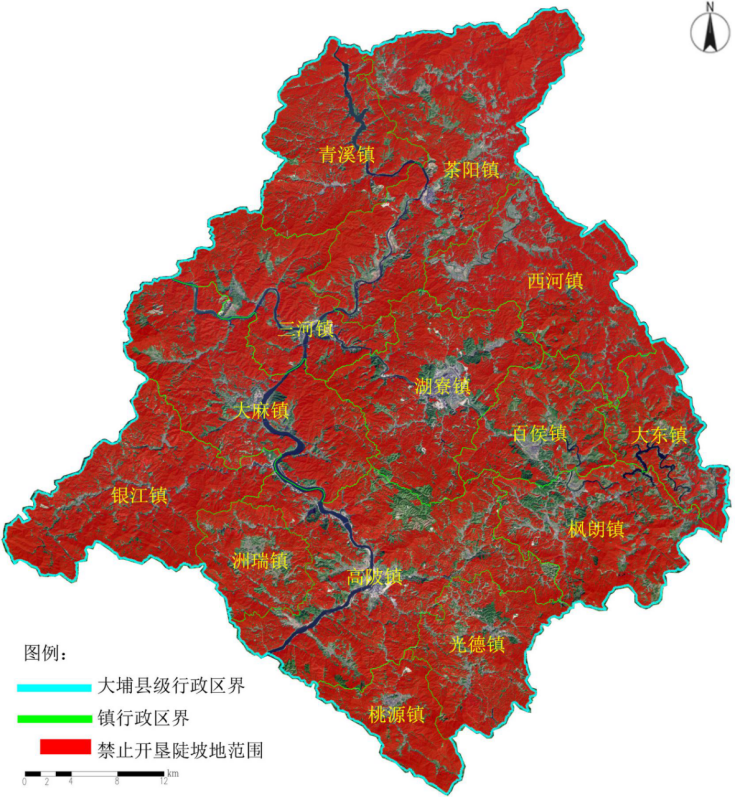 N
青溪镇
茶阳镇
西河镇
三河镇
湖寮镇
大麻镇
百侯镇
大东镇
银江镇
枫朗镇
洲瑞镇
高陂镇
光德镇
桃源镇
图例：
大埔县级行政区界
镇行政区界
禁止开垦陡坡地范围
km
0 2 4 8 12